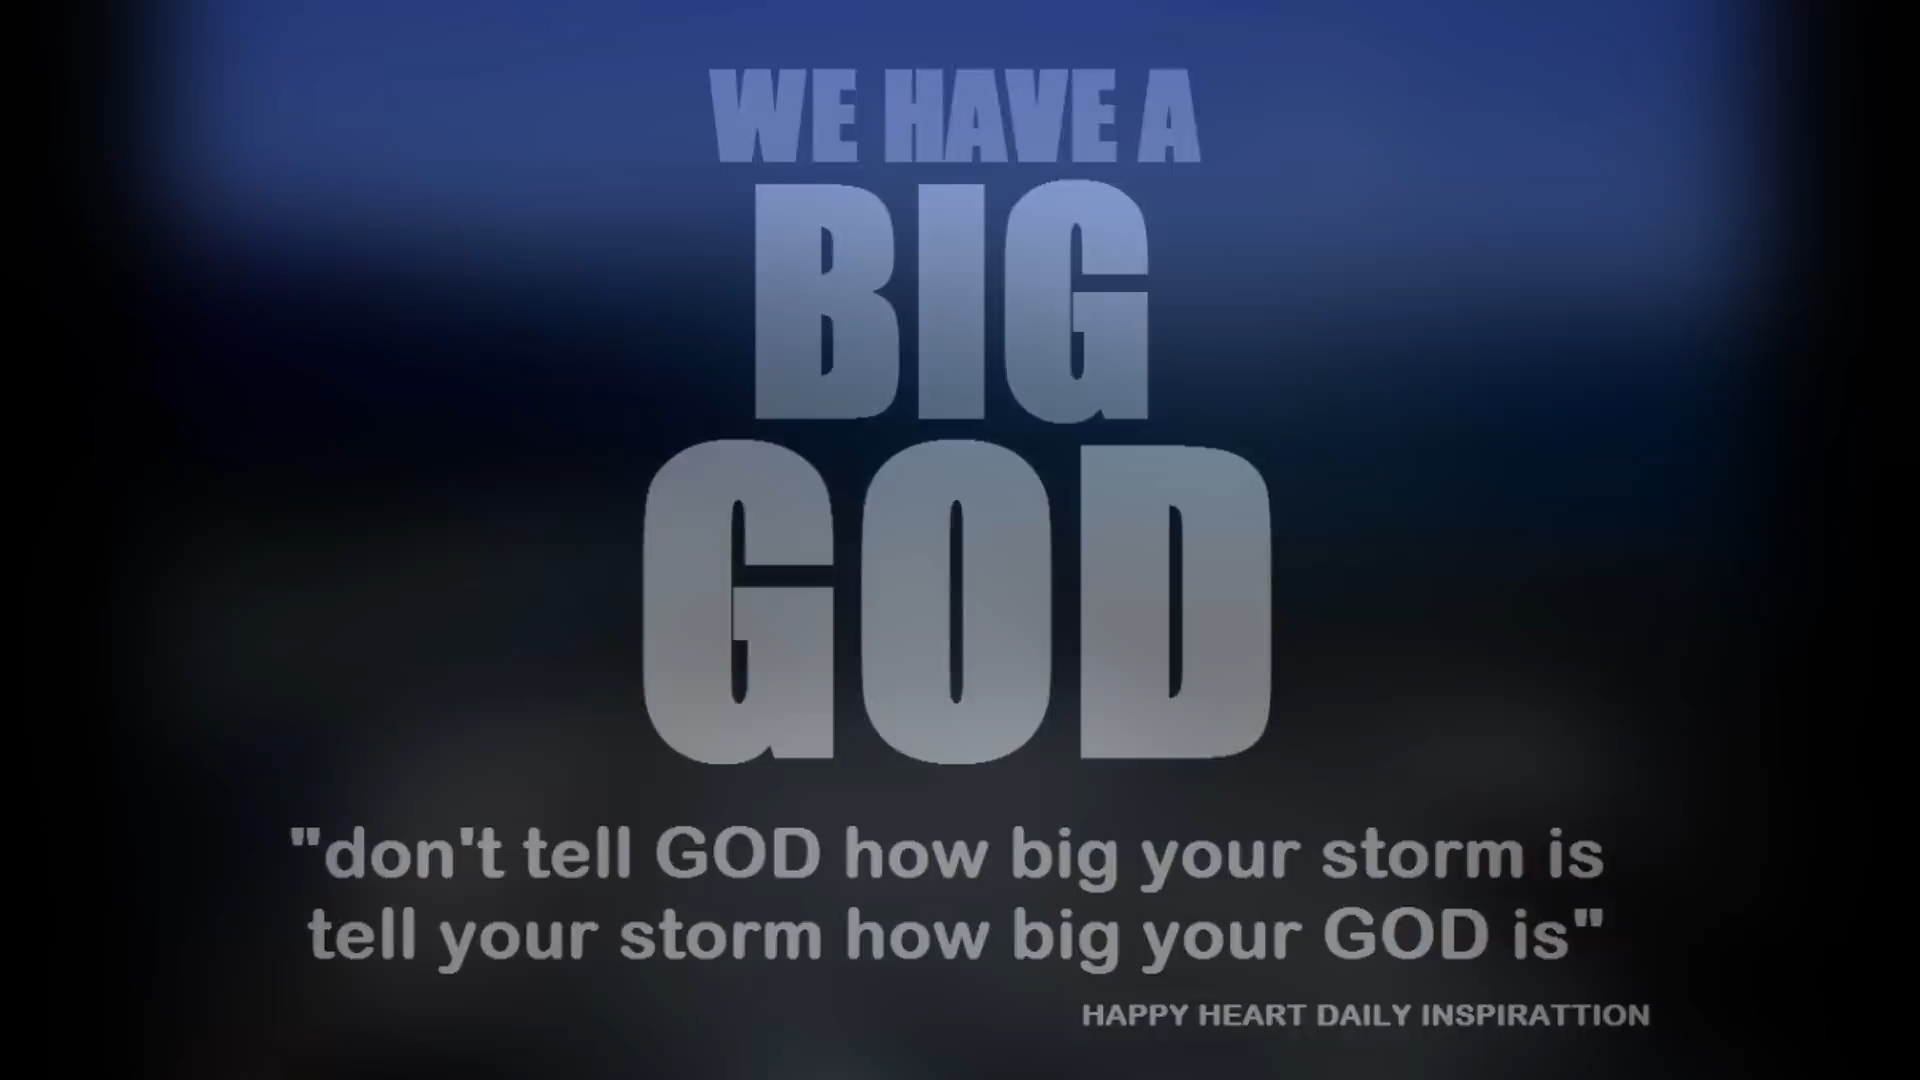 WE HAVE A
BIG
GOD
"don't tell GOD how big your storm is
tell your storm how big your GOD is"
HAPPY HEART DAILY INSPIRATTION